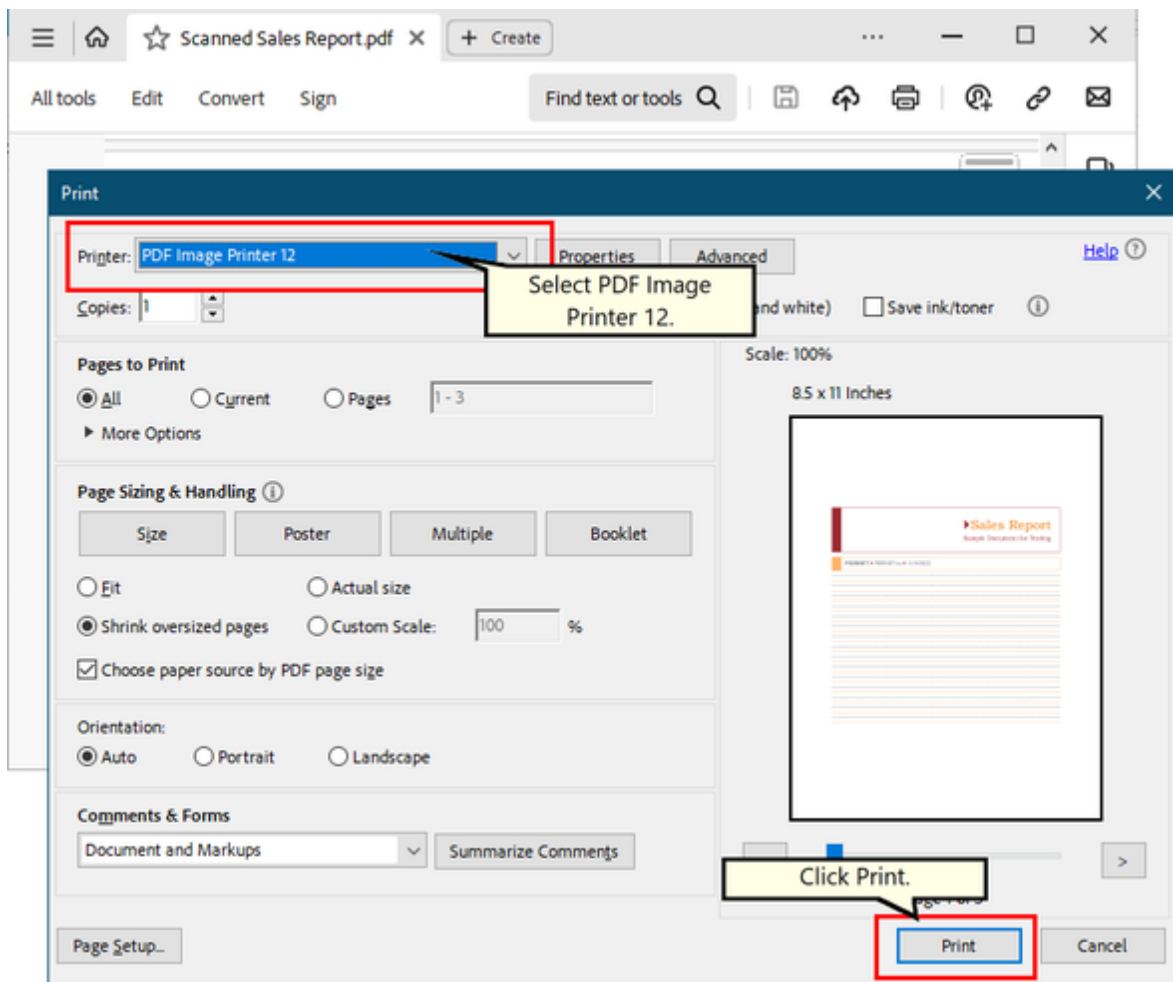 Scanned Sales Report.pdf
+ Create
All tools Edit Convert Sign Find text or tools
Print
Printer: PDF Image Printer 12 Properties Advanced Help
Select PDF Image
Printer 12.
Copies: 1 and white) Save ink/toner
Pages to Print
All Current Pages 1 - 3
More Options
Page Sizing & Handling
Size Poster Multiple Booklet
Fit Actual size
Shrink oversized pages Custom Scale: 100 %
Choose paper source by PDF page size
Orientation:
Auto Portrait Landscape
Comments & Forms
Document and Markups Summarize Comments
Scale: 100%
8.5 x 11 Inches
Sales Report
Sample Document for Testing
>
Click Print.
Page Setup... Print Cancel